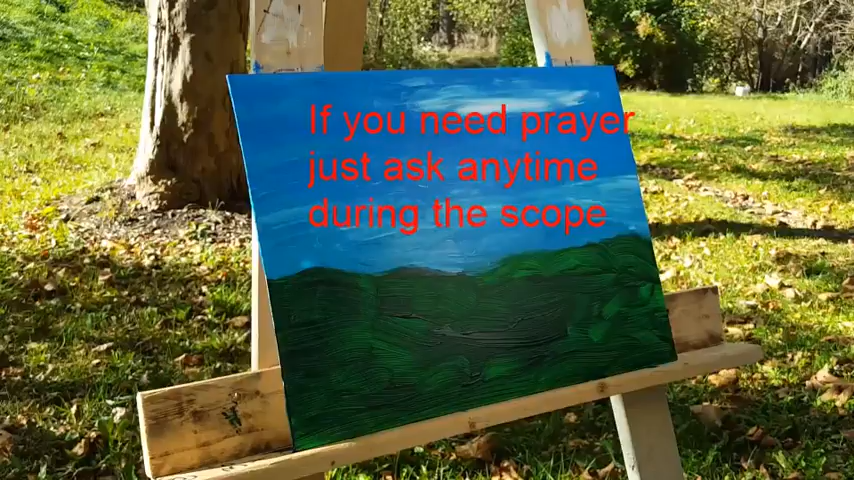 If you need prayer
just ask anytime
during the scope